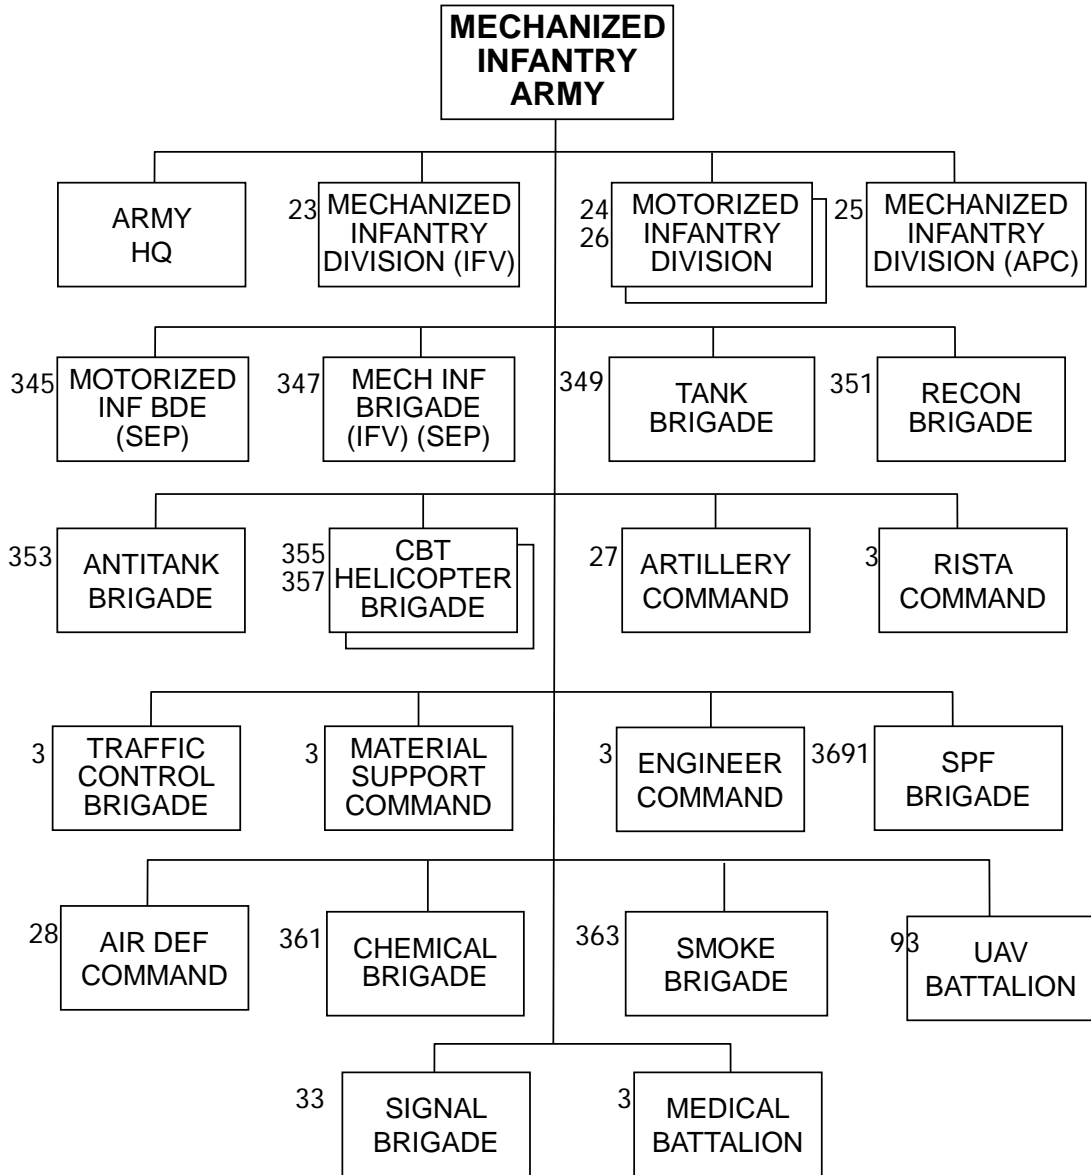 MECHANIZED
INFANTRY
ARMY
ARMY
HQ
23
MECHANIZED
INFANTRY
DIVISION (IFV)
24
26
MOTORIZED
INFANTRY
DIVISION
25
MECHANIZED
INFANTRY
DIVISION (APC)
345
MOTORIZED
INF BDE
(SEP)
347
MECH INF
BRIGADE
(IFV) (SEP)
349
TANK
BRIGADE
351
RECON
BRIGADE
353
ANTITANK
BRIGADE
355
357
CBT
HELICOPTER
BRIGADE
27
ARTILLERY
COMMAND
3
RISTA
COMMAND
3
TRAFFIC
CONTROL
BRIGADE
3
MATERIAL
SUPPORT
COMMAND
3
ENGINEER
COMMAND
3691
SPF
BRIGADE
28
AIR DEF
COMMAND
361
CHEMICAL
BRIGADE
363
SMOKE
BRIGADE
93
UAV
BATTALION
33
SIGNAL
BRIGADE
3
MEDICAL
BATTALION